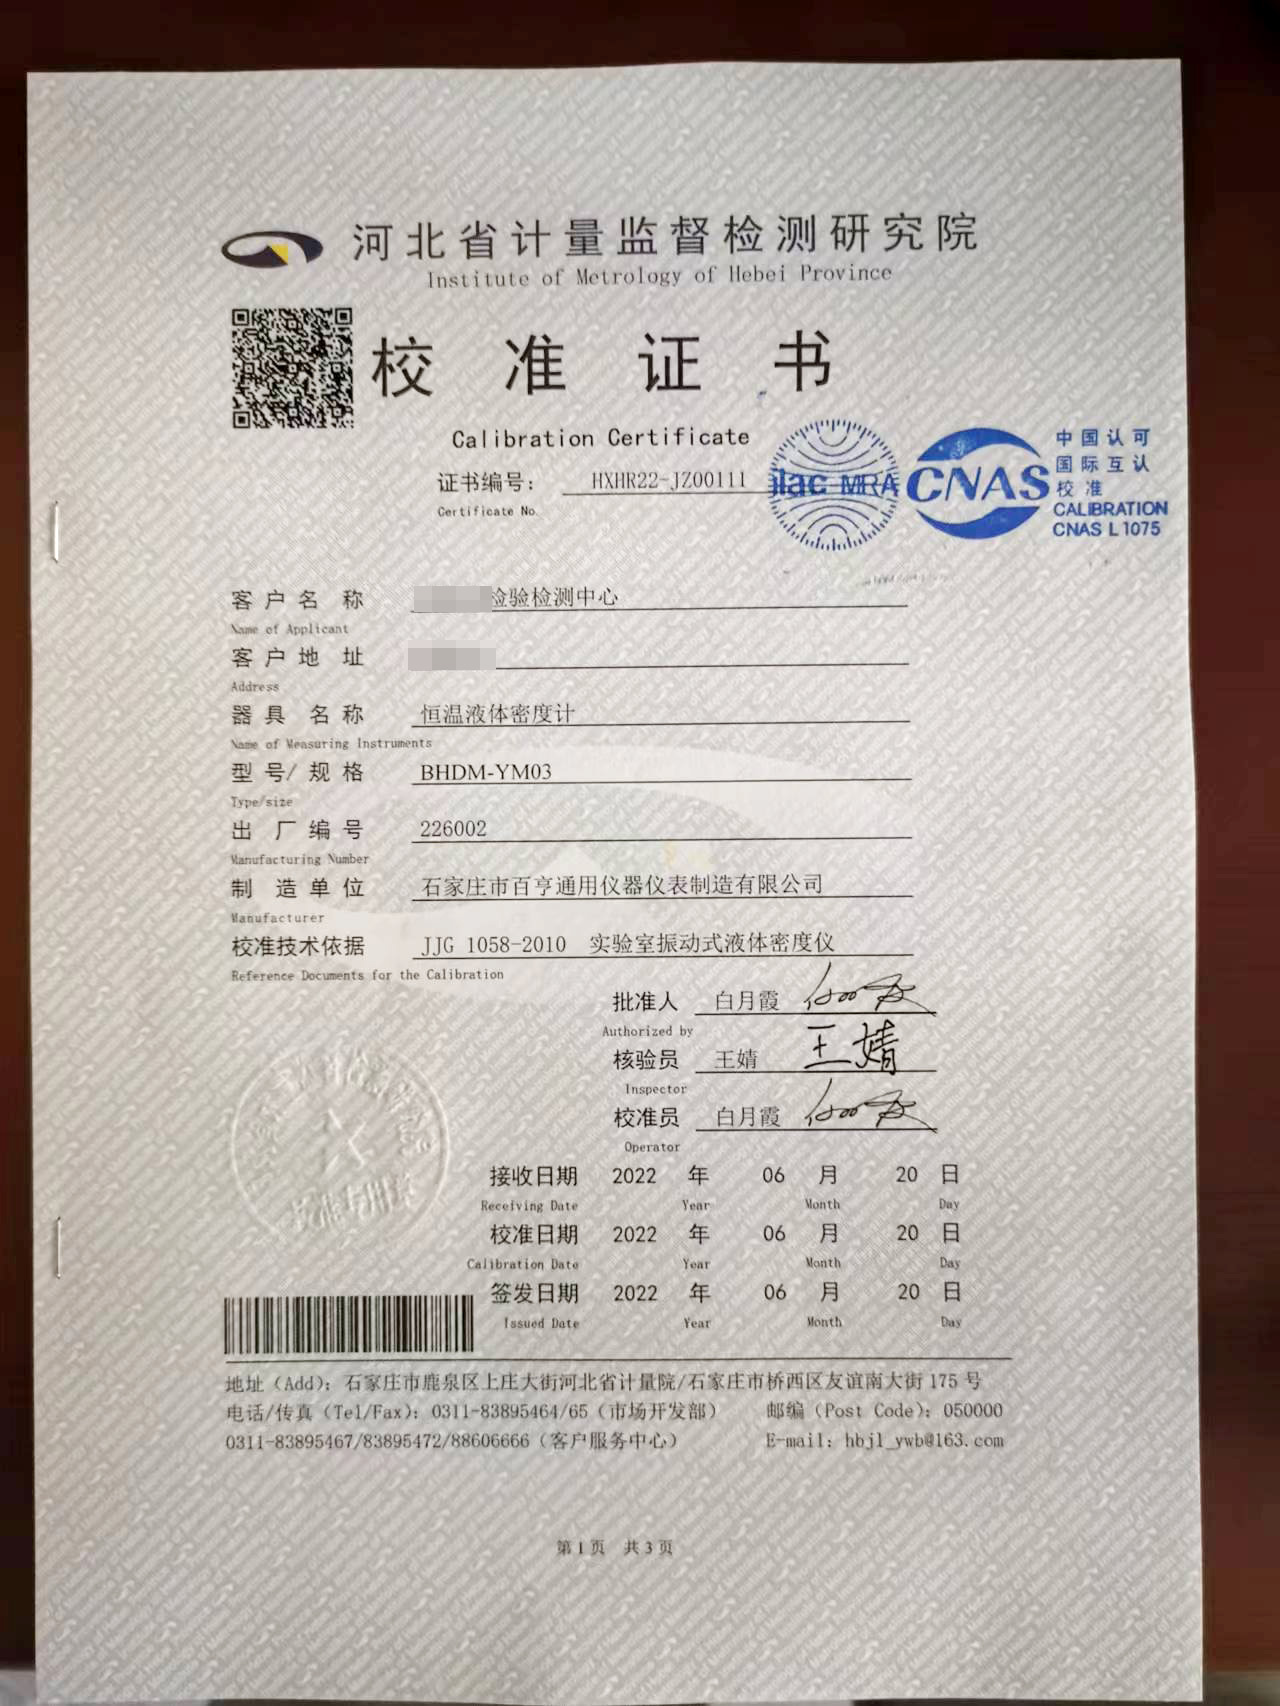 河北省计量监督检测研究院
Institute of Metrology of Hebei Province
校准证书
Calibration Certificate
证书编号： HXHR22-JZ00111
Certificate No.
ilac-MRA
CNAS
中国认可
国际互认
校准
CALIBRATION
CNAS L1075
客户名称 检验检测中心
Name of Applicant
客户地址
Address
器具名称 恒温液体密度计
Name of Measuring Instruments
型号/规格 BHDM-YM03
Type/size
出厂编号 226002
Manufacturing Number
制造单位 石家庄市百亨通用仪器仪表制造有限公司
Manufacturer
校准技术依据 JJG 1058-2010 实验室振动式液体密度仪
Reference Documents for the Calibration
批准人 白月霞
Authorized by
核验员 王婧 王婧
Inspector
校准员 白月霞
Operator
接收日期 2022 年 06 月 20 日
Receiving Date Year Month Day
校准日期 2022 年 06 月 20 日
Calibration Date Year Month Day
签发日期 2022 年 06 月 20 日
Issued Date Year Month Day
地址（Add）：石家庄市鹿泉区上庄大街河北省计量院/石家庄市桥西区友谊南大街 175 号
电话/传真（Tel/Fax）：0311-83895464/65（市场开发部） 邮编（Post Code）：050000
0311-83895467/83895472/88606666（客户服务中心） E-mail：hbjl_ywb@163.com
第 1 页 共 3 页